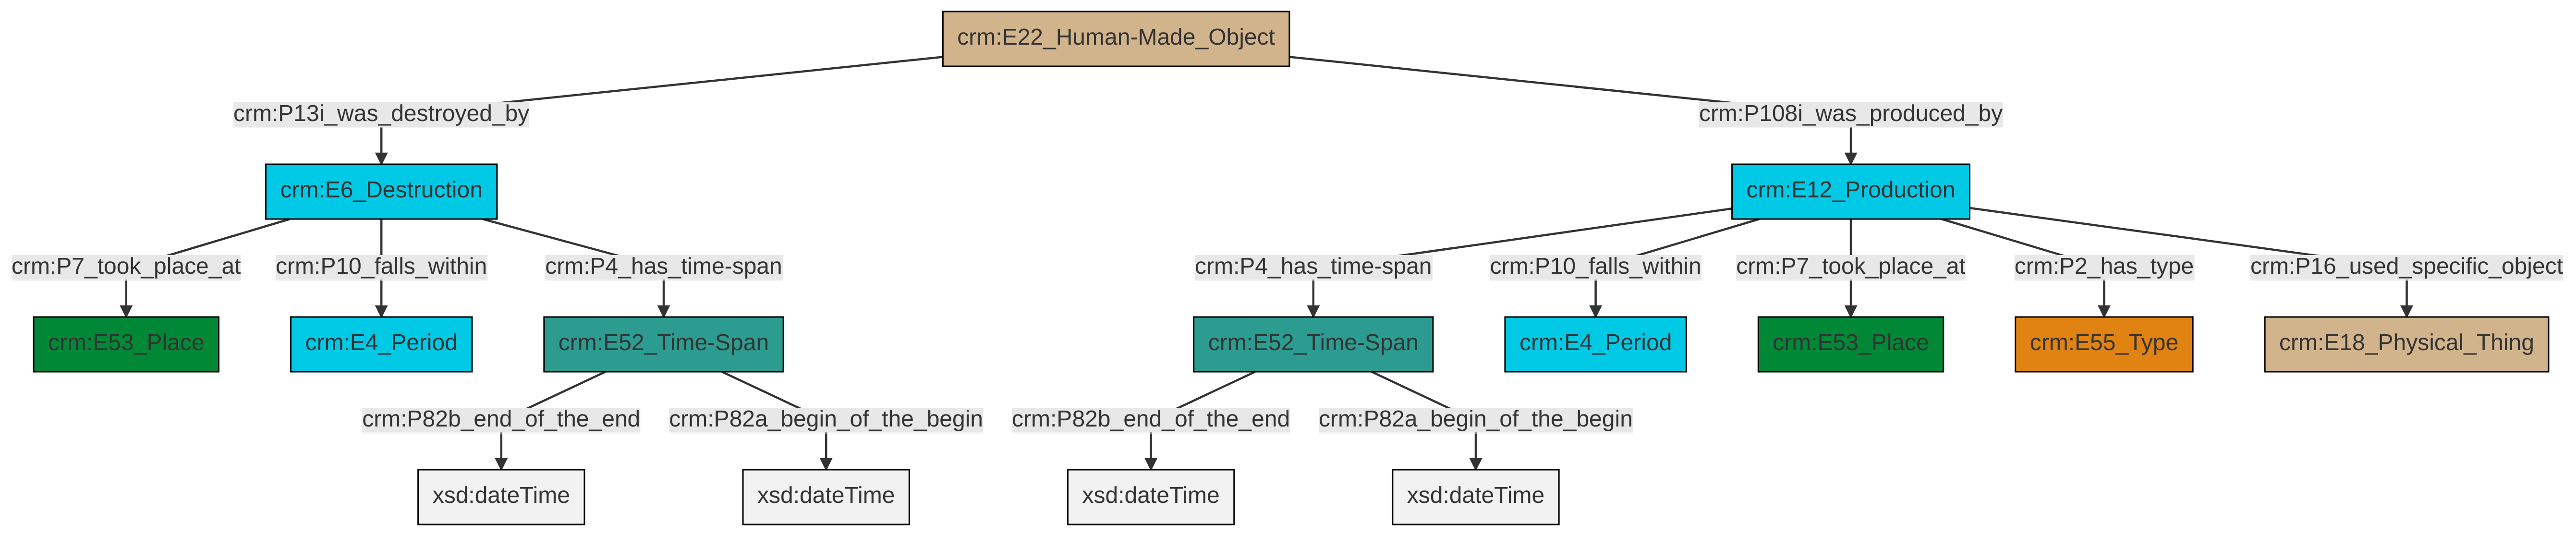 crm:E22_Human-Made_Object
crm:P13i_was_destroyed_by
crm:P108i_was_produced_by
crm:E6_Destruction
crm:E12_Production
crm:P7_took_place_at
crm:P10_falls_within
crm:P4_has_time-span
crm:P4_has_time-span
crm:P10_falls_within
crm:P7_took_place_at
crm:P2_has_type
crm:P16_used_specific_object
crm:E53_Place
crm:E4_Period
crm:E52_Time-Span
crm:E52_Time-Span
crm:E4_Period
crm:E53_Place
crm:E55_Type
crm:E18_Physical_Thing
crm:P82b_end_of_the_end
crm:P82a_begin_of_the_begin
crm:P82b_end_of_the_end
crm:P82a_begin_of_the_begin
xsd:dateTime
xsd:dateTime
xsd:dateTime
xsd:dateTime